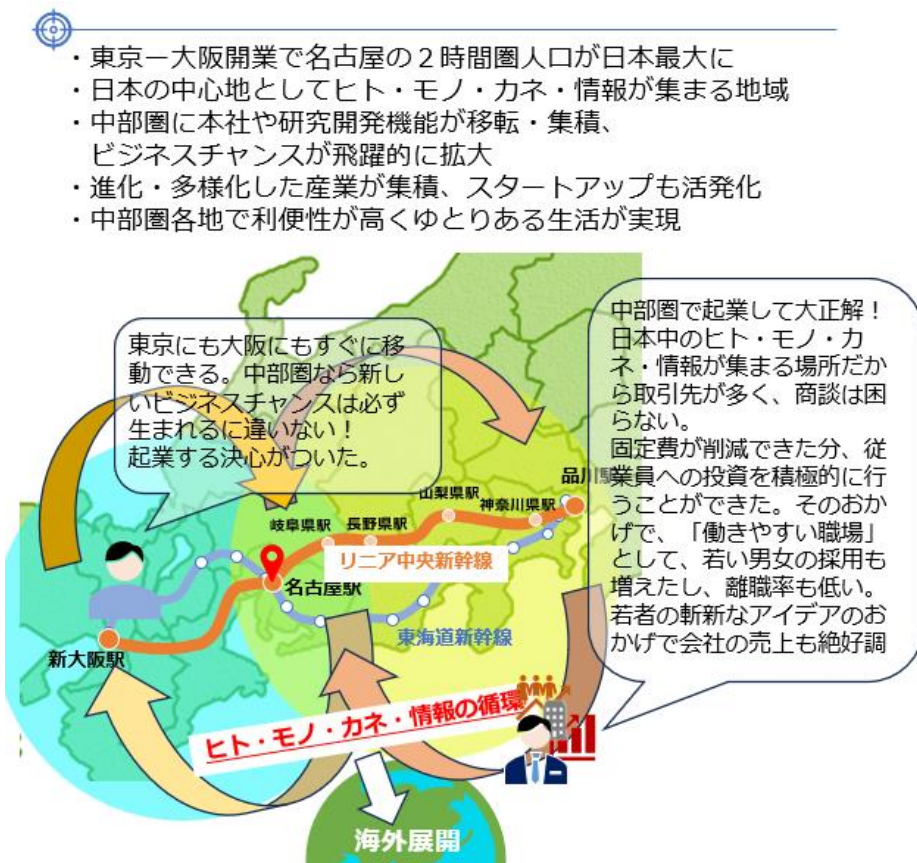 ・東京ー大阪開業で名古屋の２時間圏人口が日本最大に
・日本の中心地としてヒト・モノ・カネ・情報が集まる地域
・中部圏に本社や研究開発機能が移転・集積、
ビジネスチャンスが飛躍的に拡大
・進化・多様化した産業が集積、スタートアップも活発化
・中部圏各地で利便性が高くゆとりある生活が実現
東京にも大阪にもすぐに移
動できる。中部圏なら新し
いビジネスチャンスは必ず
生まれるに違いない！
起業する決心がついた。
中部圏で起業して大正解！
日本中のヒト・モノ・カ
ネ・情報が集まる場所だか
ら取引先が多く、商談は困
らない。
固定費が削減できた分、従
業員への投資を積極的に行
うことができた。そのおか
げで、「働きやすい職場」
として、若い男女の採用も
増えたし、離職率も低い。
若者の斬新なアイデアのお
かげで会社の売上も絶好調
品川駅
山梨県駅
神奈川県駅
岐阜県駅
長野県駅
リニア中央新幹線
名古屋駅
東海道新幹線
新大阪駅
ヒト・モノ・カネ・情報の循環
海外展開